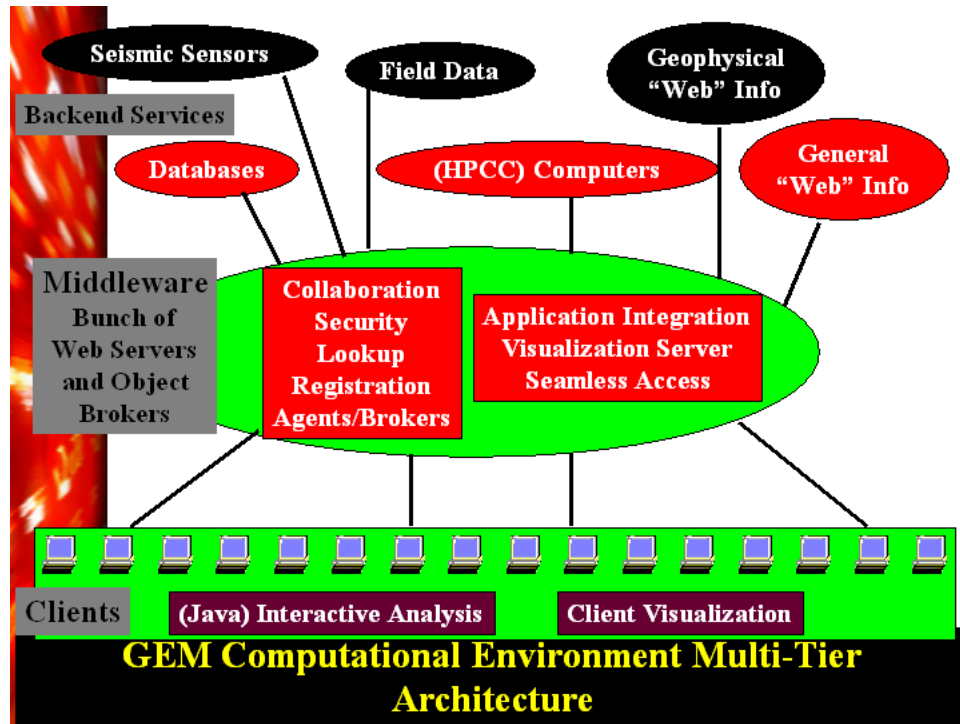 Seismic Sensors
Field Data
Geophysical
“Web” Info
Backend Services
Databases
(HPCC) Computers
General
“Web” Info
Middleware
Bunch of
Web Servers
and Object
Brokers
Collaboration
Security
Lookup
Registration
Agents/Brokers
Application Integration
Visualization Server
Seamless Access
Clients
(Java) Interactive Analysis
Client Visualization
GEM Computational Environment Multi-Tier
Architecture